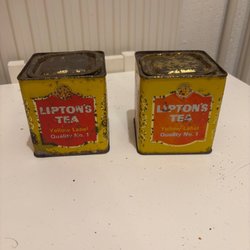 LIPTON'S
TEA
Yellow Label
Quality No. 1
LIPTON'S
TEA
Yellow Label
Quality No. 1